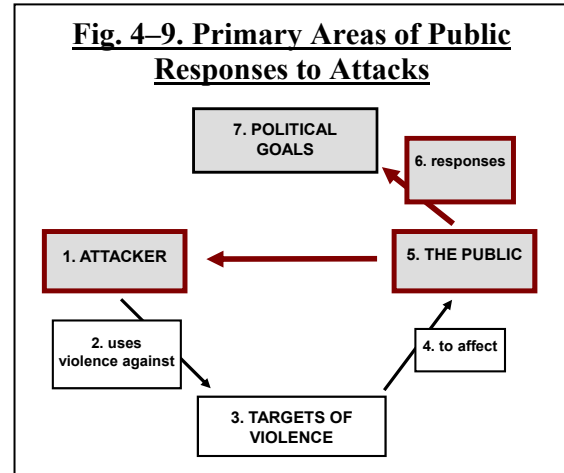 Fig. 4–9. Primary Areas of Public
Responses to Attacks
7. POLITICAL
GOALS
6. responses
1. ATTACKER
5. THE PUBLIC
2. uses
violence against
4. to affect
3. TARGETS OF
VIOLENCE